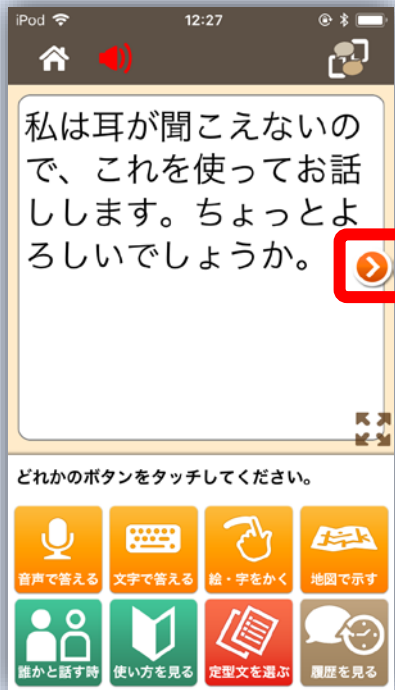 iPod 12:27
私は耳が聞こえないの
で、これを使ってお話
しします。ちょっとよ
ろしいでしょうか。
どれかのボタンをタッチしてください。
音声で答える 文字で答える 絵・字をかく 地図で示す
誰かと話す時 使い方を見る 定型文を選ぶ 履歴を見る